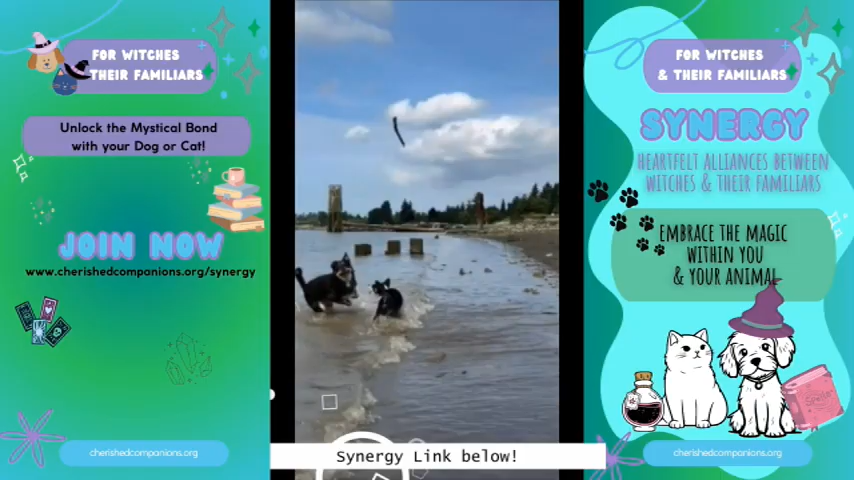 FOR WITCHES
THEIR FAMILIARS
Unlock the Mystical Bond
with your Dog or Cat!
JOIN NOW
www.cherishedcompanions.org/synergy
cherishedcompanions.org
Synergy Link below!
FOR WITCHES
& THEIR FAMILIARS
SYNERGY
HEARTFELT ALLIANCES BETWEEN
WITCHES & THEIR FAMILIARS
EMBRACE THE MAGIC
WITHIN YOU
& YOUR ANIMAL
cherishedcompanions.org